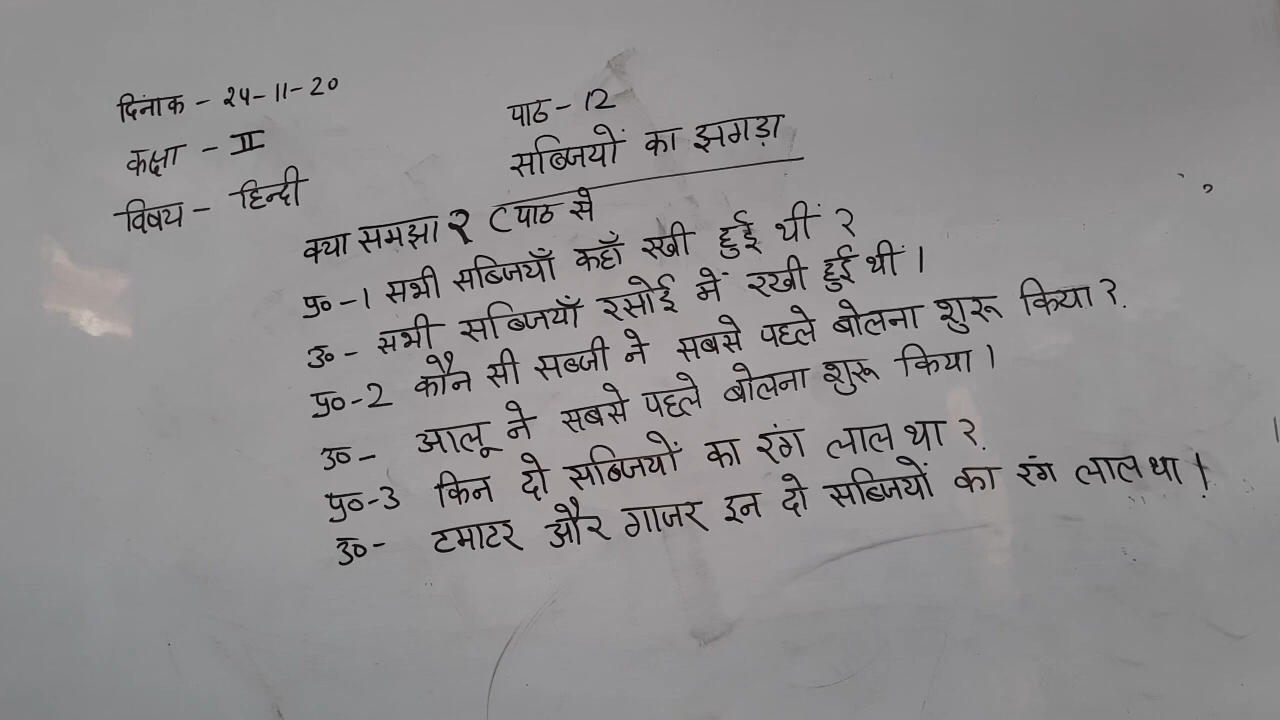 दिनांक - 24-11-20
पाठ - 12
कक्षा - II
सब्जियों का झगड़ा
विषय - हिन्दी
क्या समझा ? (पाठ से
प्र० -1 सभी सब्जियाँ कहाँ रखी हुई थीं ?
उ० - सभी सब्जियाँ रसोई में रखी हुई थीं ।
प्र० -2 कौन सी सब्जी ने सबसे पहले बोलना शुरू किया ?
उ० - आलू ने सबसे पहले बोलना शुरू किया ।
प्र० -3 किन दो सब्जियों का रंग लाल था ?
उ० - टमाटर और गाजर इन दो सब्जियों का रंग लाल था ।